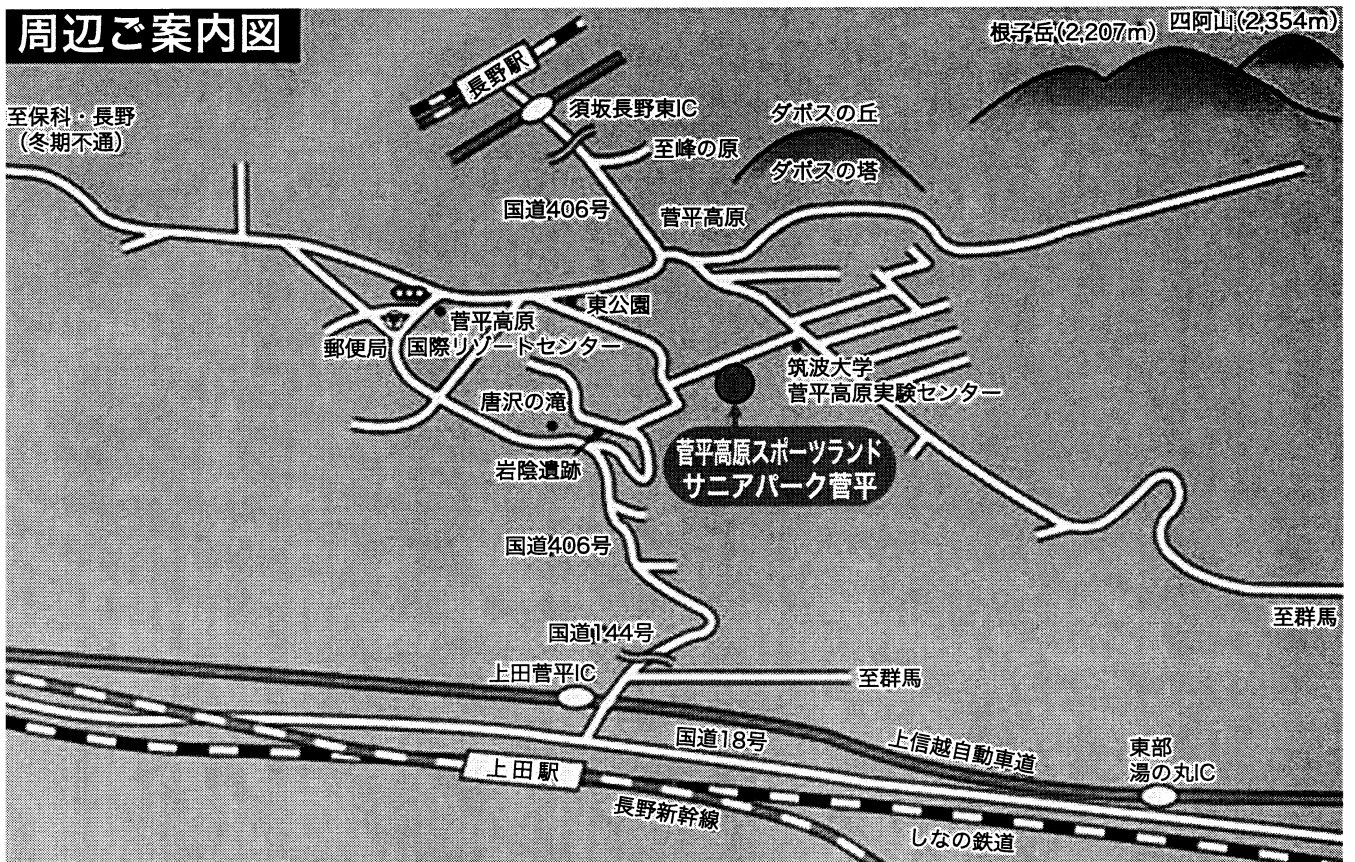 周辺ご案内図
根子岳(2,207m)
四阿山(2,354m)
長野駅
至保科・長野
(冬期不通)
須坂長野東IC
ダボスの丘
至峰の原
ダボスの塔
国道406号
菅平高原
東公園
菅平高原
国際リゾートセンター
郵便局
筑波大学
菅平高原実験センター
唐沢の滝
岩陰遺跡
菅平高原スポーツランド
サニアパーク菅平
国道406号
至群馬
国道144号
上田菅平IC
至群馬
国道18号
上信越自動車道
東部
湯の丸IC
上田駅
長野新幹線
しなの鉄道